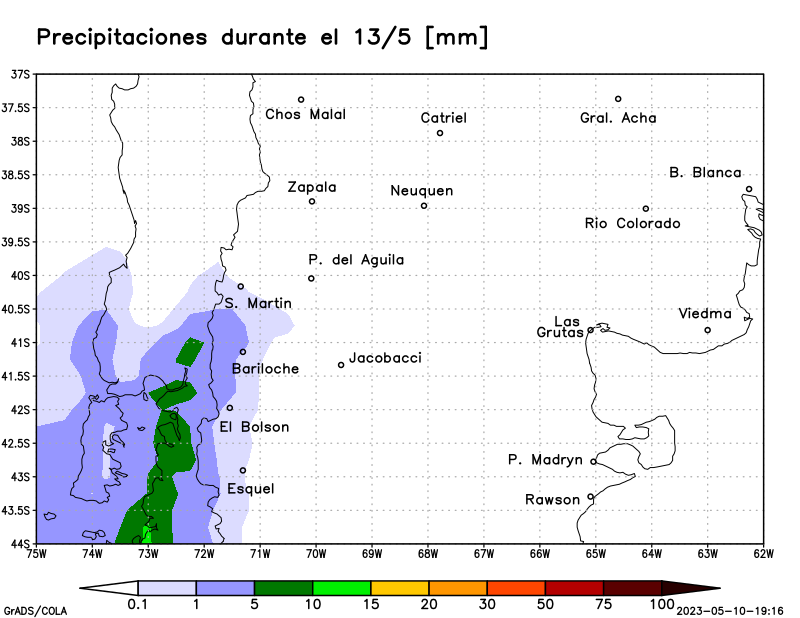 Precipitaciones durante el 13/5 [mm]
37S
37.5S
Chos Malal
Gral. Acha
Catriel
38S
38.5S
B. Blanca
Zapala
Neuquen
39S
Rio Colorado
39.5S
P. del Aguila
40S
S. Martin
40.5S
Viedma
Las
Grutas
41S
Jacobacci
Bariloche
41.5S
42S
El Bolson
42.5S
P. Madryn
43S
Esquel
Rawson
43.5S
44S
75W 74W 73W 72W 71W 70W 69W 68W 67W 66W 65W 64W 63W 62W
0.1 1 5 10 15 20 30 50 75 100
GrADS/COLA
2023-05-10-19:16